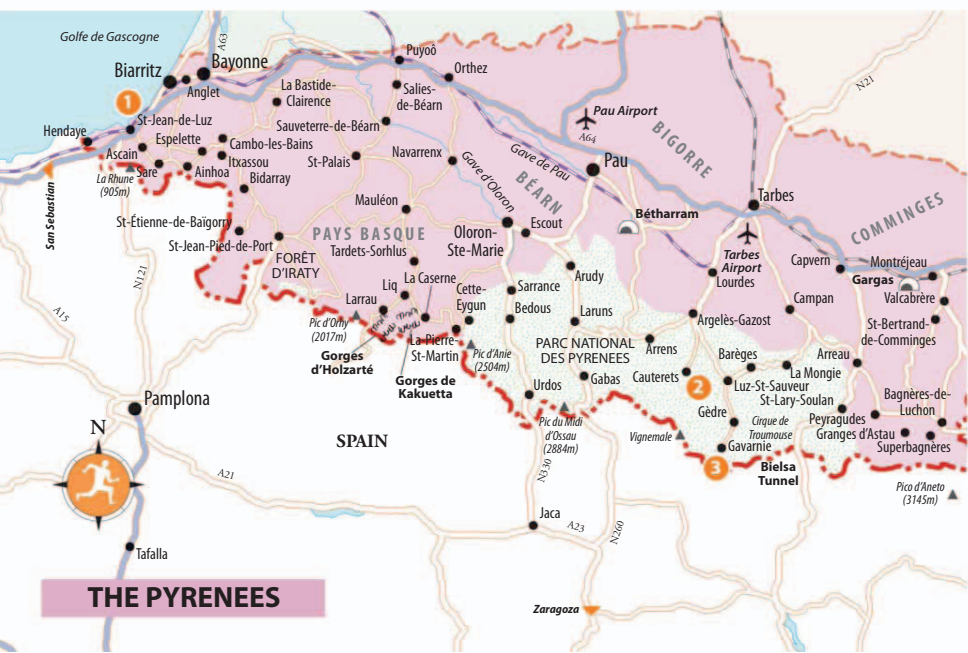 Golfe de Gascogne
A63
Puyoô
Biarritz
Bayonne
Orthez
Anglet
La Bastide-
Clairence
Salies-
de-Béarn
N21
1
St-Jean-de-Luz
Pau Airport
Hendaye
Espelette
Sauveterre-de-Béarn
A64
BIGORRE
Cambo-les-Bains
Ascain
Itxassou
St-Palais
Navarrenx
Gave de Pau
Pau
La Rhune
(905m)
Sare
Ainhoa
Bidarray
Gave d'Oloron
BÉARN
Tarbes
San Sebastian
Mauléon
Bétharram
COMMINGES
St-Étienne-de-Baïgorry
PAYS BASQUE
Oloron-
Ste-Marie
Escout
St-Jean-Pied-de-Port
Tardets-Sorhlus
Tarbes
Airport
FORÊT
D'IRATY
Capvern
Montréjeau
N121
La Caserne
Arudy
Lourdes
Gargas
Liq
Cette-
Eygun
Sarrance
Valcabrère
Larrau
Bedous
Laruns
Campan
A15
Pic d'Orhy
(2017m)
Argelès-Gazost
St-Bertrand-
de-Comminges
La-Pierre-
St-Martin
PARC NATIONAL
DES PYRENEES
Arrens
Gorges
d'Holzarté
Pic d'Anie
(2504m)
Barèges
Arreau
Gorges de
Kakuetta
Cauterets
La Mongie
Urdos
Gabas
2
Luz-St-Sauveur
St-Lary-Soulan
Bagnères-de-
Luchon
Pamplona
Gèdre
Peyragudes
N
Pic du Midi
d'Ossau
(2884m)
Cirque de
Troumouse
Granges d'Astau
SPAIN
Vignemale
Gavarnie
Superbagnères
3
Bielsa
Tunnel
A21
N330
Pico d'Aneto
(3145m)
Jaca
A23
N260
Tafalla
THE PYRENEES
Zaragoza